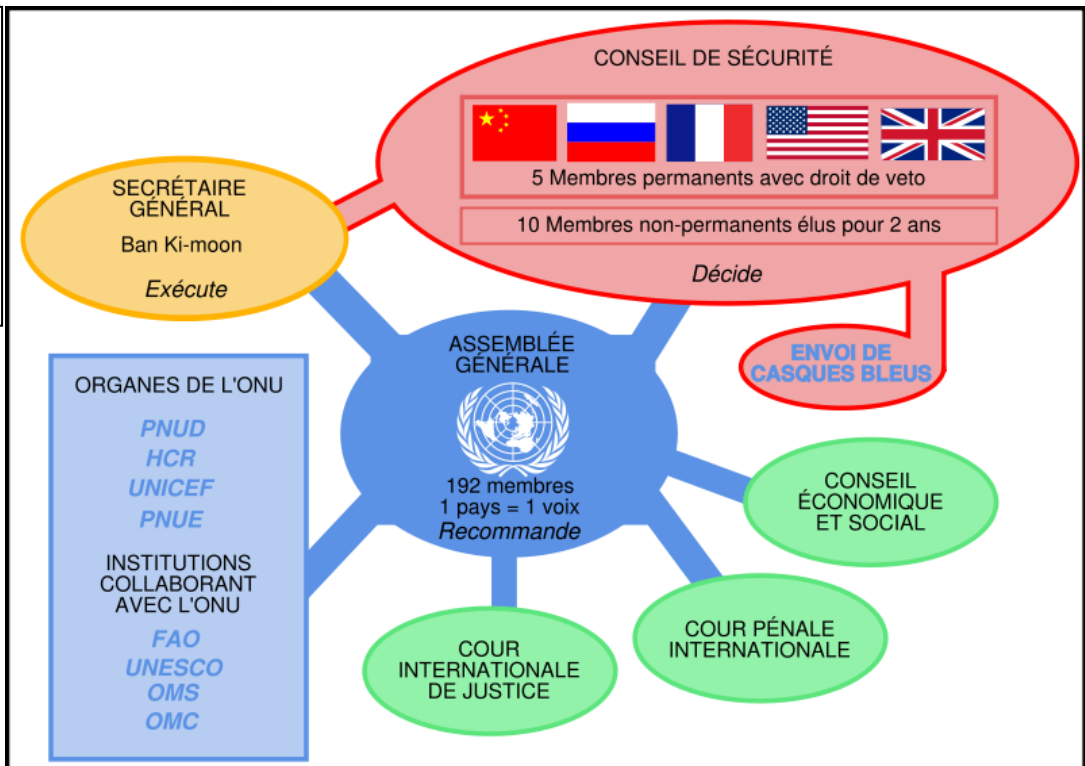 CONSEIL DE SÉCURITÉ
5 Membres permanents avec droit de veto
10 Membres non-permanents élus pour 2 ans
Décide
SECRÉTAIRE
GÉNÉRAL
Ban Ki-moon
Exécute
ENVOI DE
CASQUES BLEUS
ASSEMBLÉE
GÉNÉRALE
192 membres
1 pays = 1 voix
Recommande
ORGANES DE L'ONU
PNUD
HCR
UNICEF
PNUE
INSTITUTIONS
COLLABORANT
AVEC L'ONU
FAO
UNESCO
OMS
OMC
CONSEIL
ÉCONOMIQUE
ET SOCIAL
COUR PÉNALE
INTERNATIONALE
COUR
INTERNATIONALE
DE JUSTICE